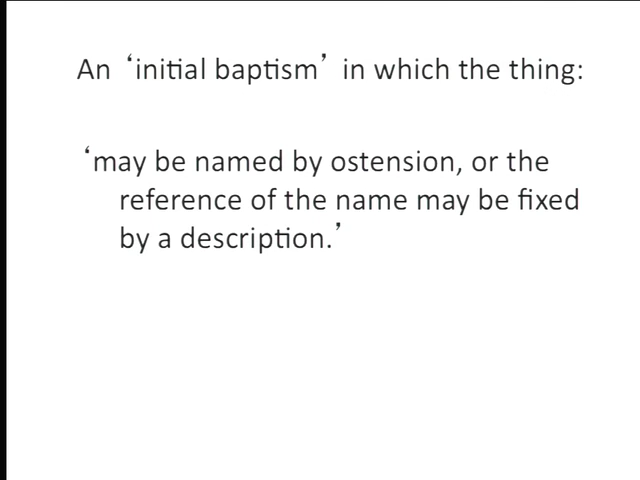 An ‘initial baptism’ in which the thing:
‘may be named by ostension, or the
reference of the name may be fixed
by a description.’